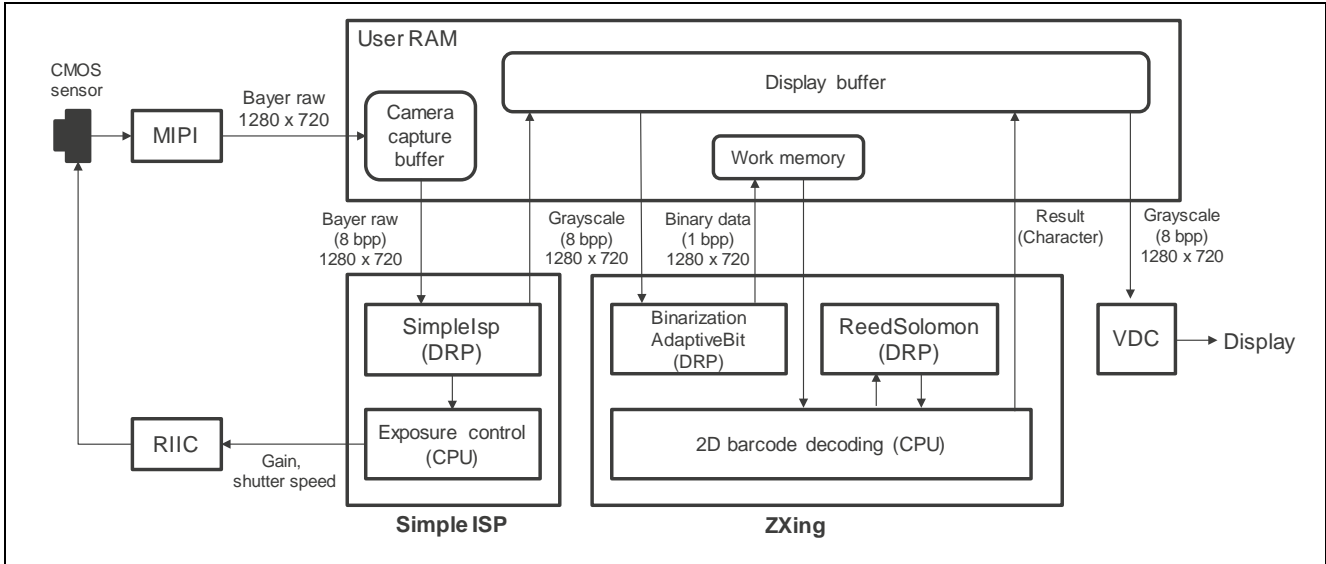 User RAM
CMOS
sensor
MIPI
Bayer raw
1280 x 720
Camera
capture
buffer
Display buffer
Work memory
Bayer raw
(8 bpp)
1280 x 720
Grayscale
(8 bpp)
1280 x 720
Binary data
(1 bpp)
1280 x 720
Result
(Character)
Grayscale
(8 bpp)
1280 x 720
SimpleIsp
(DRP)
Binarization
AdaptiveBit
(DRP)
ReedSolomon
(DRP)
VDC
Display
RIIC
Gain,
shutter speed
Exposure control
(CPU)
2D barcode decoding (CPU)
Simple ISP
ZXing